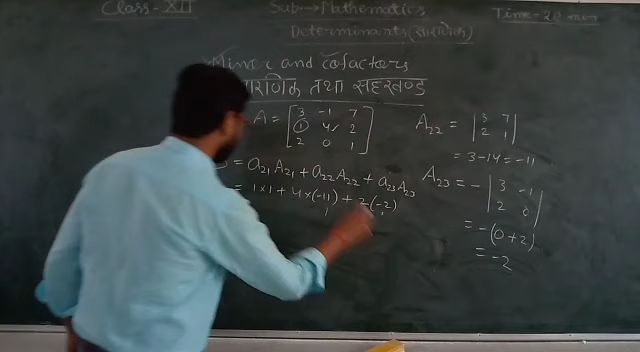 Class - XII
Sub → Mathematics
Time - 20 min
Determinants (सारणिक)
Minor and cofactors
सारणिक तथा सहखण्ड
A = [3 -1 7
1 4 2
2 0 1]
= a21A21 + a22A22 + a23A23
= 1×1 + 4×(-11) + 2(-2)
A22 = |3 7
2 1|
= 3-14 = -11
A23 = - |3 -1
2 0|
= -(0+2)
= -2